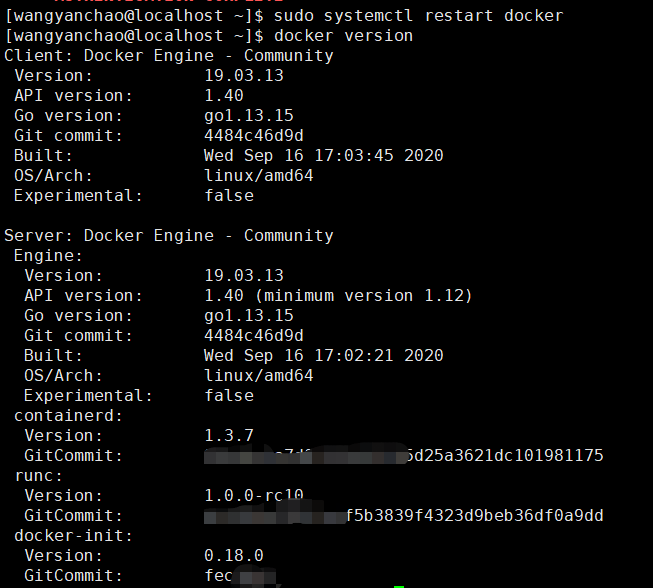 [wangyanchao@localhost ~]$ sudo systemctl restart docker
[wangyanchao@localhost ~]$ docker version
Client: Docker Engine - Community
Version: 19.03.13
API version: 1.40
Go version: go1.13.15
Git commit: 4484c46d9d
Built: Wed Sep 16 17:03:45 2020
OS/Arch: linux/amd64
Experimental: false
Server: Docker Engine - Community
Engine:
Version: 19.03.13
API version: 1.40 (minimum version 1.12)
Go version: go1.13.15
Git commit: 4484c46d9d
Built: Wed Sep 16 17:02:21 2020
OS/Arch: linux/amd64
Experimental: false
containerd:
Version: 1.3.7
GitCommit: 5d25a3621dc101981175
runc:
Version: 1.0.0-rc10
GitCommit: f5b3839f4323d9beb36df0a9dd
docker-init:
Version: 0.18.0
GitCommit: fec